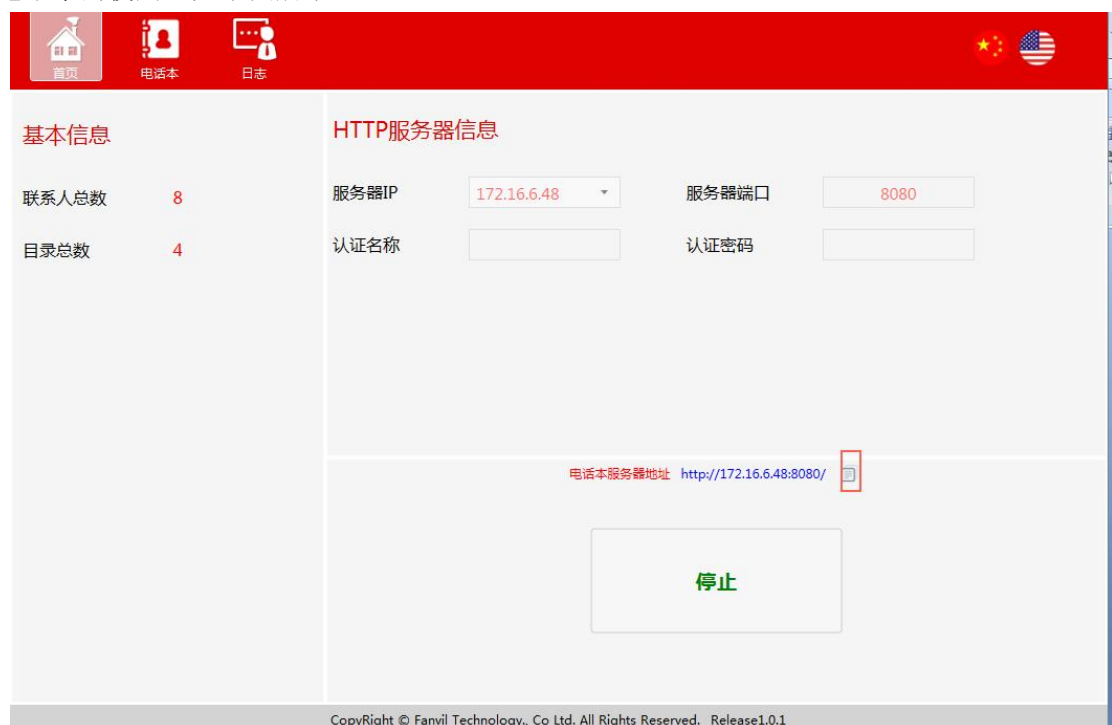 首页 电话本 日志
基本信息
联系人总数 8
目录总数 4
HTTP服务器信息
服务器IP 172.16.6.48 服务器端口 8080
认证名称 认证密码
电话本服务器地址 http://172.16.6.48:8080/
停止
CopyRight © Fanvil Technology., Co Ltd. All Rights Reserved. Release1.0.1